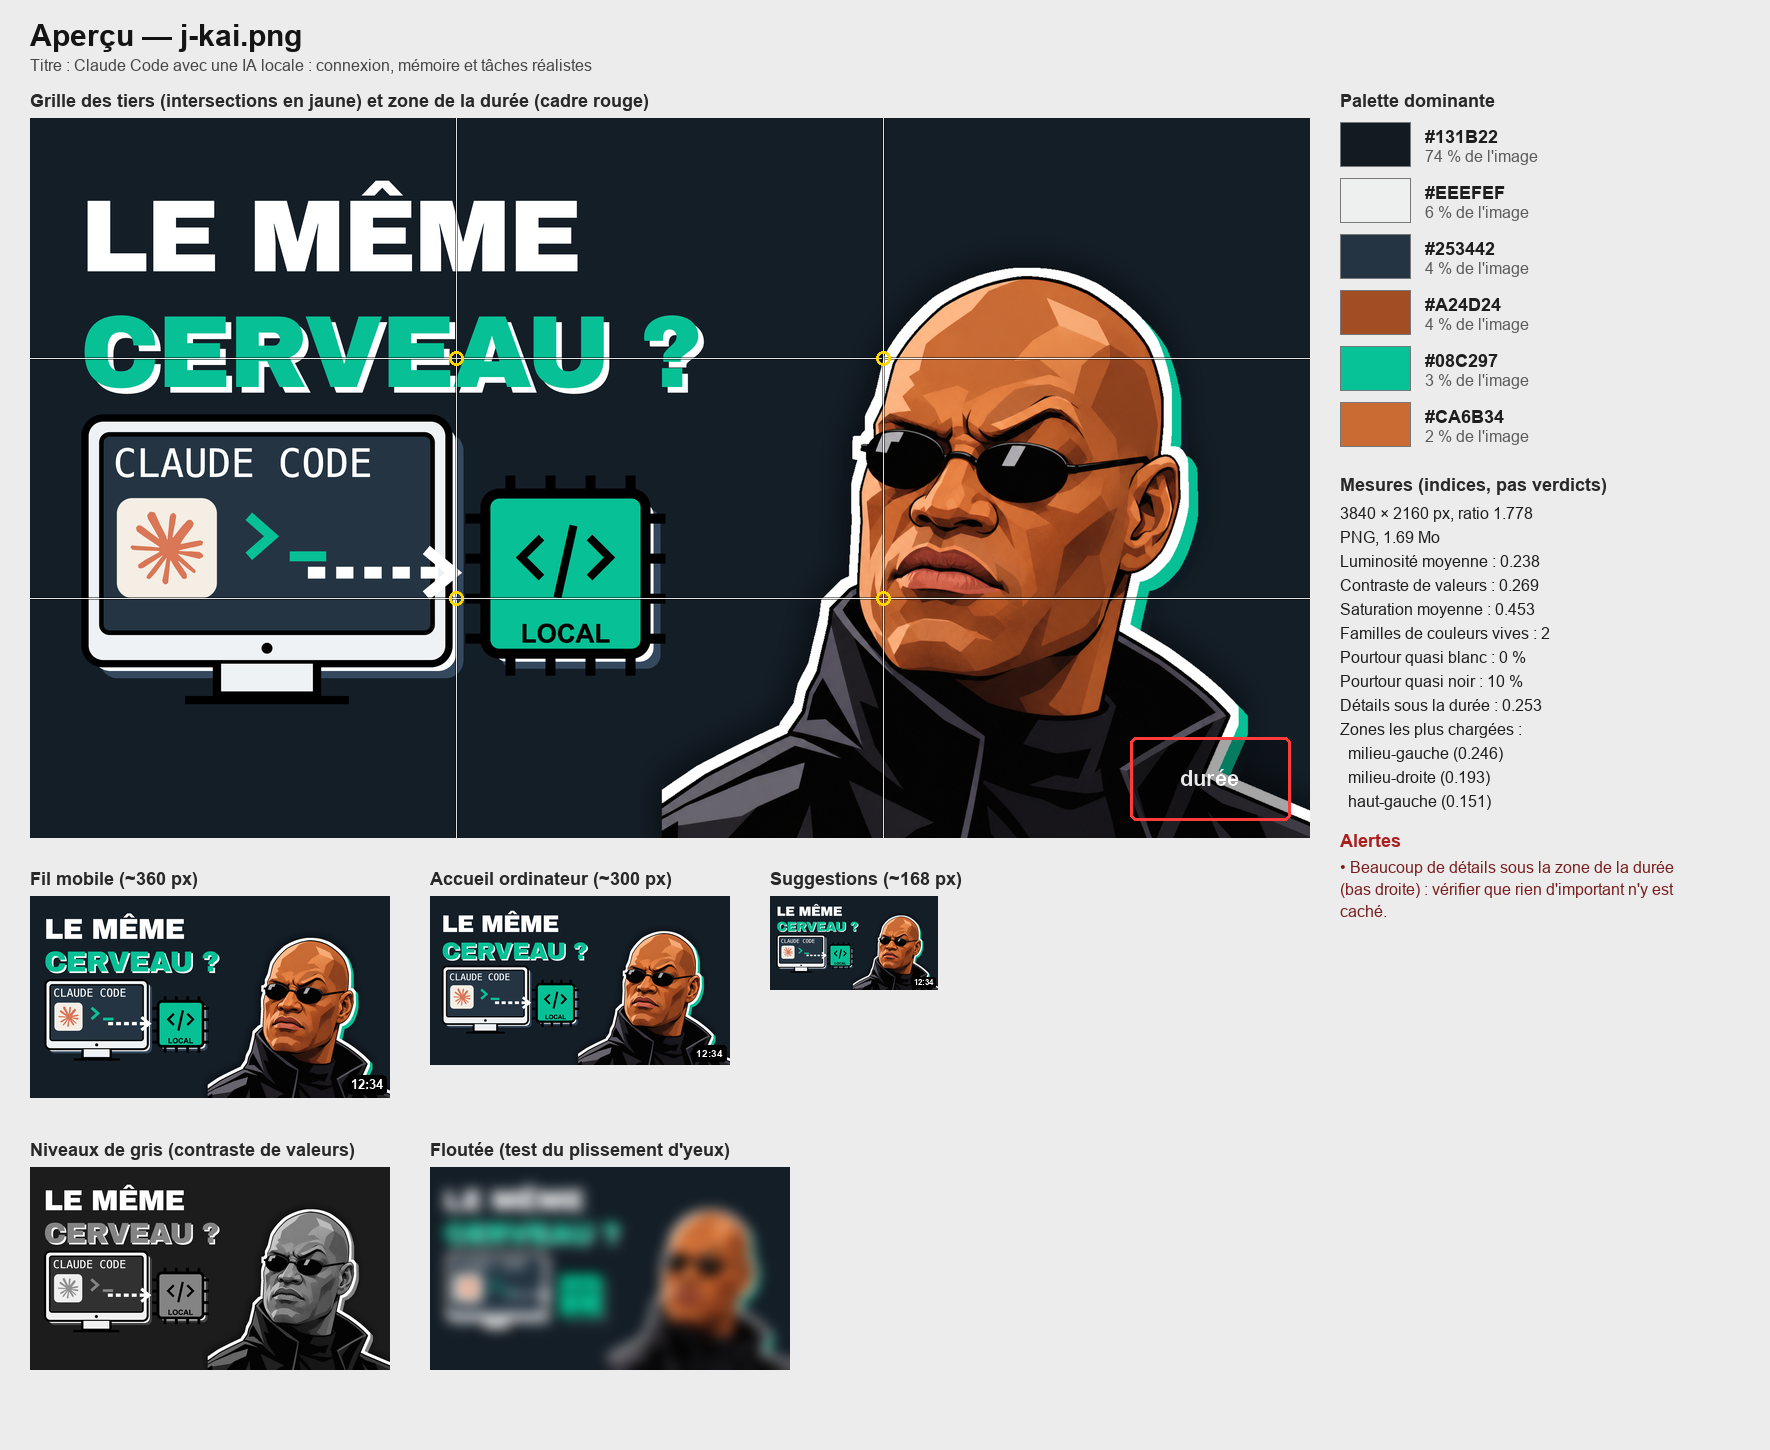 Aperçu — j-kai.png
Titre : Claude Code avec une IA locale : connexion, mémoire et tâches réalistes
Grille des tiers (intersections en jaune) et zone de la durée (cadre rouge)
LE MÊME
CERVEAU ?
CLAUDE CODE
>_
</>
LOCAL
durée
Palette dominante
#131B22
74 % de l'image
#EEEFEF
6 % de l'image
#253442
4 % de l'image
#A24D24
4 % de l'image
#08C297
3 % de l'image
#CA6B34
2 % de l'image
Mesures (indices, pas verdicts)
3840 × 2160 px, ratio 1.778
PNG, 1.69 Mo
Luminosité moyenne : 0.238
Contraste de valeurs : 0.269
Saturation moyenne : 0.453
Familles de couleurs vives : 2
Pourtour quasi blanc : 0 %
Pourtour quasi noir : 10 %
Détails sous la durée : 0.253
Zones les plus chargées :
milieu-gauche (0.246)
milieu-droite (0.193)
haut-gauche (0.151)
Alertes
• Beaucoup de détails sous la zone de la durée
(bas droite) : vérifier que rien d'important n'y est
caché.
Fil mobile (~360 px)
LE MÊME
CERVEAU ?
CLAUDE CODE
>_
</>
LOCAL
12:34
Accueil ordinateur (~300 px)
LE MÊME
CERVEAU ?
CLAUDE CODE
>_
</>
LOCAL
12:34
Suggestions (~168 px)
LE MÊME
CERVEAU ?
CLAUDE CODE
>_
</>
LOCAL
12:34
Niveaux de gris (contraste de valeurs)
LE MÊME
CERVEAU ?
CLAUDE CODE
>_
</>
LOCAL
Floutée (test du plissement d'yeux)
LE MÊME
CERVEAU ?